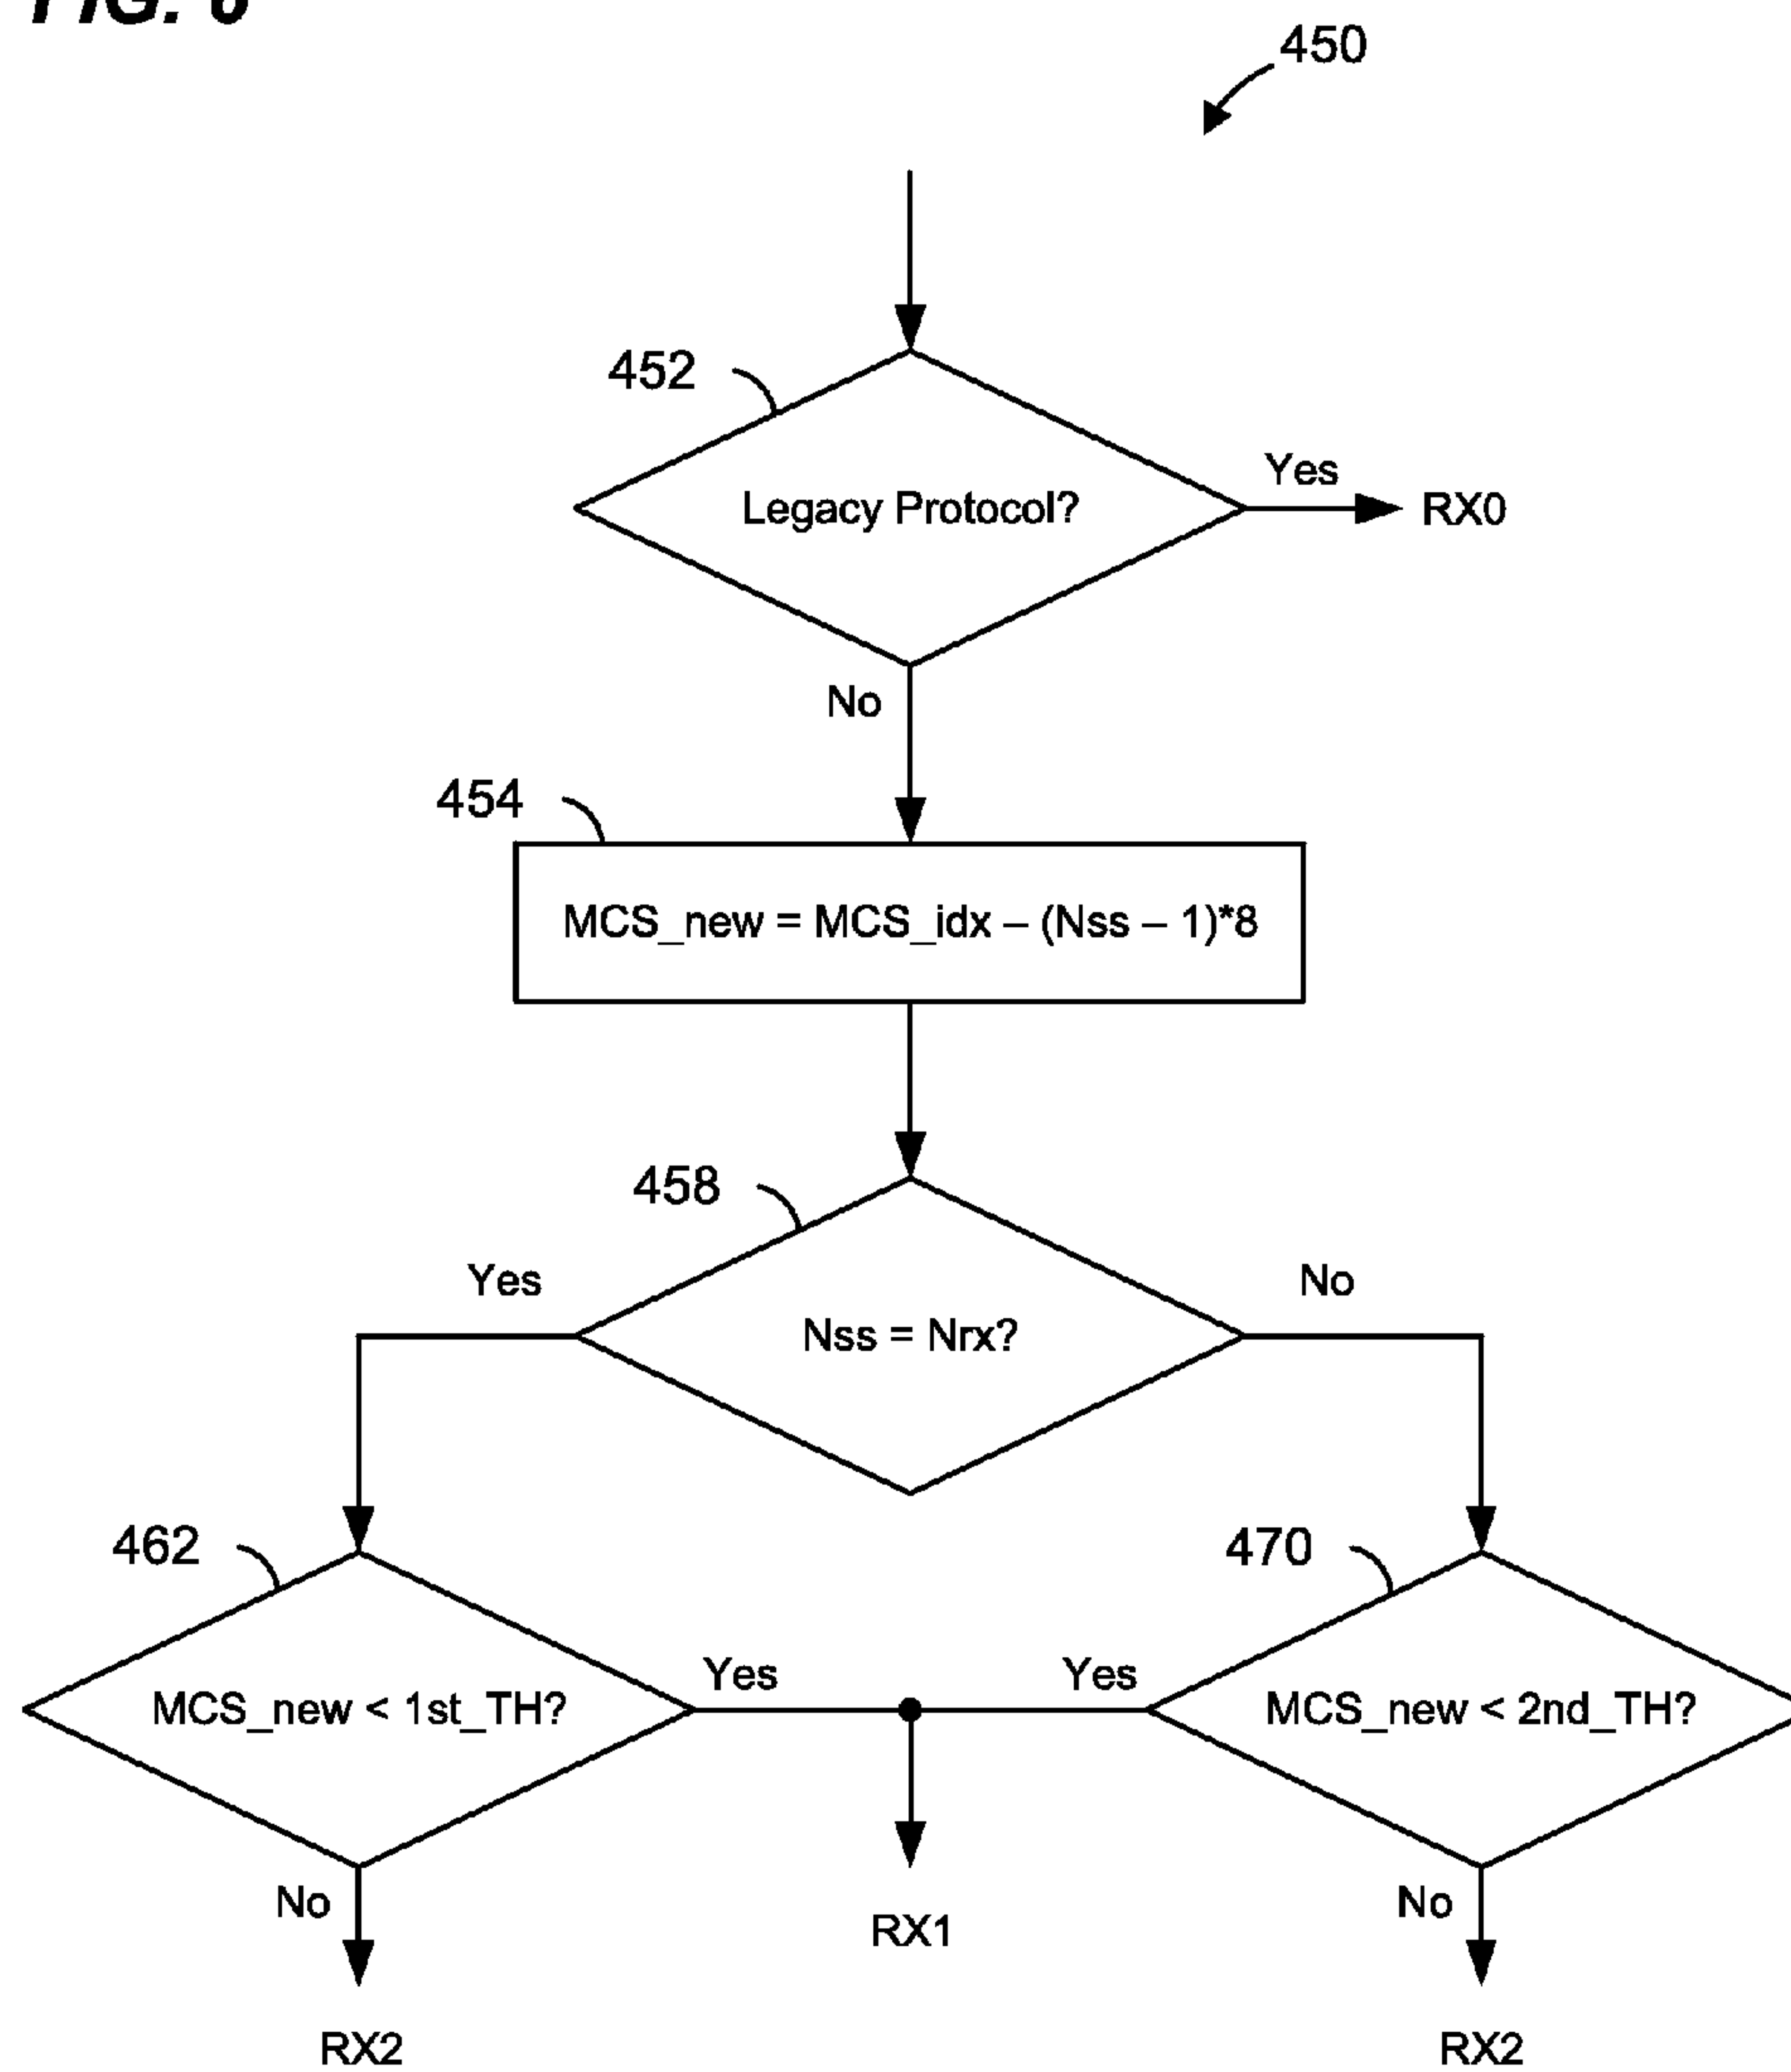 FIG.
450
452
Legacy Protocol?
Yes
RX0
No
454
MCS_new = MCS_idx – (Nss – 1)*8
458
Yes
No
Nss = Nrx?
462
470
MCS_new < 1st_TH?
Yes
Yes
MCS_new < 2nd_TH?
No
RX1
No
RX2
RX2